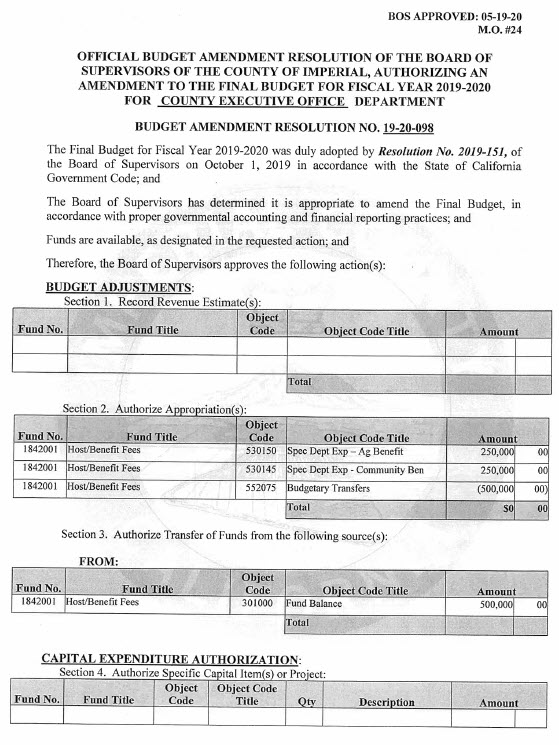 BOS APPROVED: 05-19-20
M.O. #24
OFFICIAL BUDGET AMENDMENT RESOLUTION OF THE BOARD OF
SUPERVISORS OF THE COUNTY OF IMPERIAL, AUTHORIZING AN
AMENDMENT TO THE FINAL BUDGET FOR FISCAL YEAR 2019-2020
FOR COUNTY EXECUTIVE OFFICE DEPARTMENT
BUDGET AMENDMENT RESOLUTION NO. 19-20-098
The Final Budget for Fiscal Year 2019-2020 was duly adopted by Resolution No. 2019-151, of
the Board of Supervisors on October 1, 2019 in accordance with the State of California
Government Code; and
The Board of Supervisors has determined it is appropriate to amend the Final Budget, in
accordance with proper governmental accounting and financial reporting practices; and
Funds are available, as designated in the requested action; and
Therefore, the Board of Supervisors approves the following action(s):
BUDGET ADJUSTMENTS:
Section 1. Record Revenue Estimate(s):
Fund No. Fund Title Object Code Object Code Title Amount
Total
Section 2. Authorize Appropriation(s):
Fund No. Fund Title Object Code Object Code Title Amount
1842001 Host/Benefit Fees 530150 Spec Dept Exp – Ag Benefit 250,000 00
1842001 Host/Benefit Fees 530145 Spec Dept Exp - Community Ben 250,000 00
1842001 Host/Benefit Fees 552075 Budgetary Transfers (500,000 00)
Total $0 00
Section 3. Authorize Transfer of Funds from the following source(s):
FROM:
Fund No. Fund Title Object Code Object Code Title Amount
1842001 Host/Benefit Fees 301000 Fund Balance 500,000 00
Total
CAPITAL EXPENDITURE AUTHORIZATION:
Section 4. Authorize Specific Capital Item(s) or Project:
Fund No. Fund Title Object Code Object Code Title Qty Description Amount